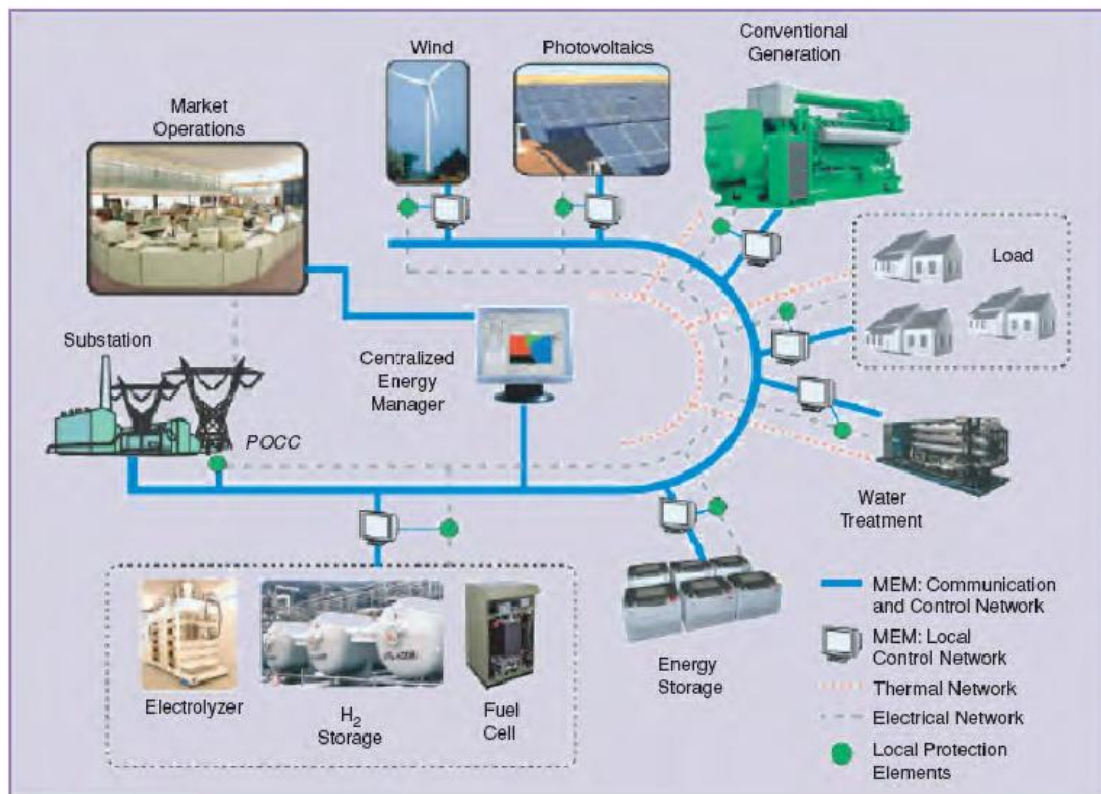 Wind
Photovoltaics
Conventional
Generation
Market
Operations
Load
Substation
Centralized
Energy
Manager
POCC
Water
Treatment
Electrolyzer
H2
Storage
Fuel
Cell
Energy
Storage
MEM: Communication
and Control Network
MEM: Local
Control Network
Thermal Network
Electrical Network
Local Protection
Elements